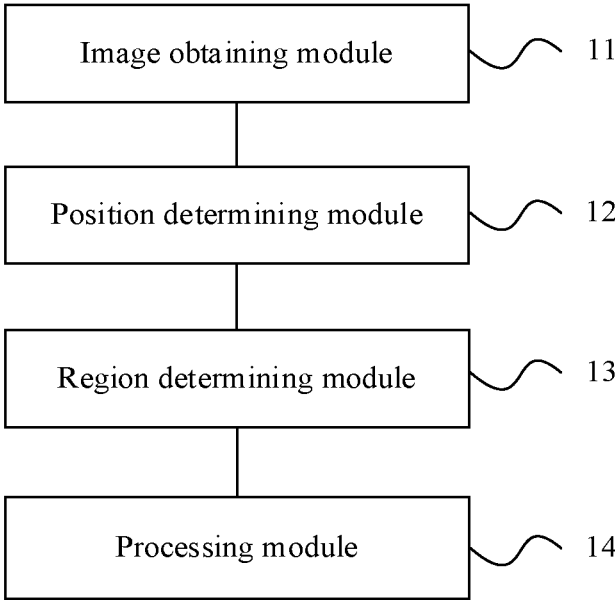 Image obtaining module 11
Position determining module 12
Region determining module 13
Processing module 14